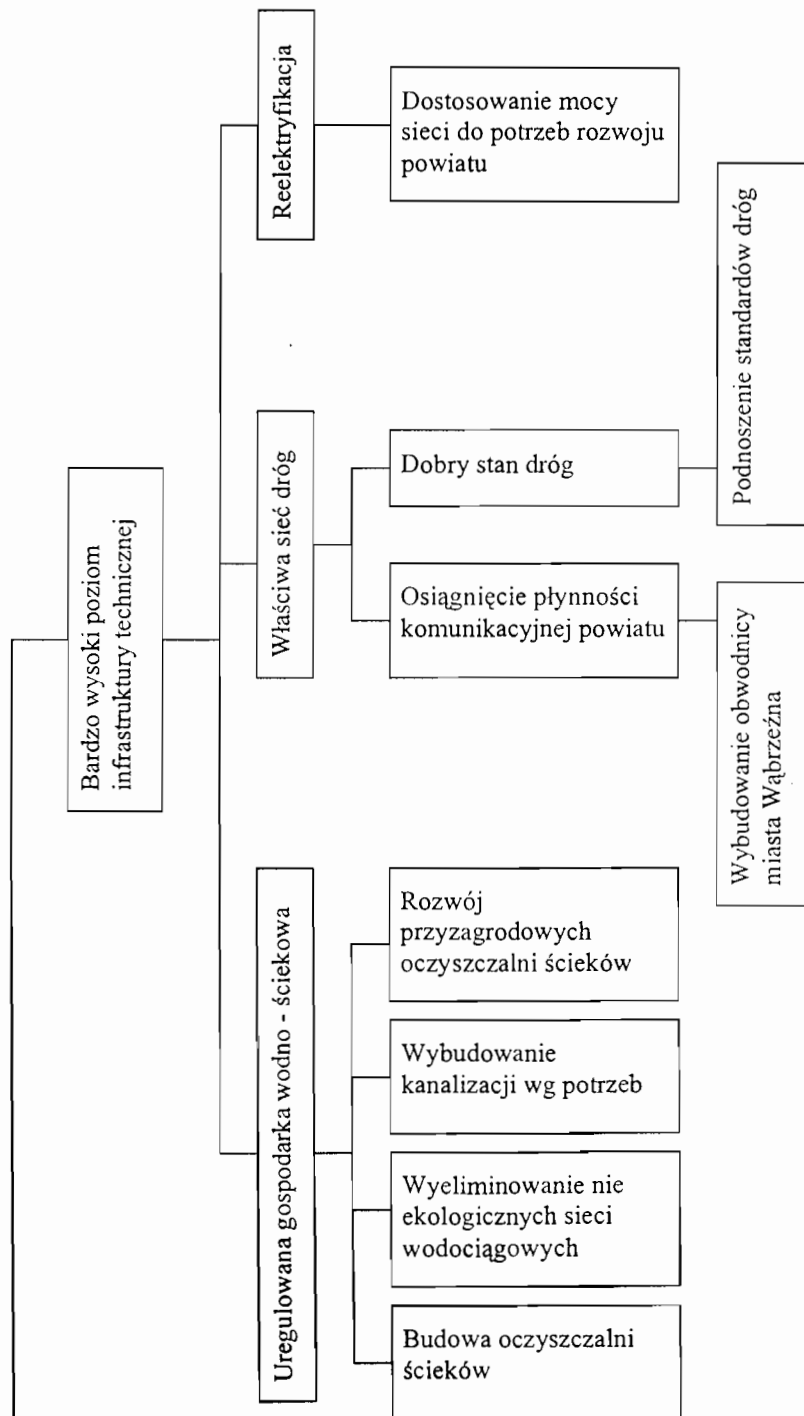 Bardzo wysoki poziom
infrastruktury technicznej
Uregulowana gospodarka wodno - ściekowa
Właściwa sieć dróg
Reelektryfikacja
Budowa oczyszczalni
ścieków
Wyeliminowanie nie
ekologicznych sieci
wodociągowych
Wybudowanie
kanalizacji wg potrzeb
Rozwój
przyzagrodowych
oczyszczalni ścieków
Osiągnięcie płynności
komunikacyjnej powiatu
Dobry stan dróg
Dostosowanie mocy
sieci do potrzeb rozwoju
powiatu
Wybudowanie obwodnicy
miasta Wąbrzeźna
Podnoszenie standardów dróg